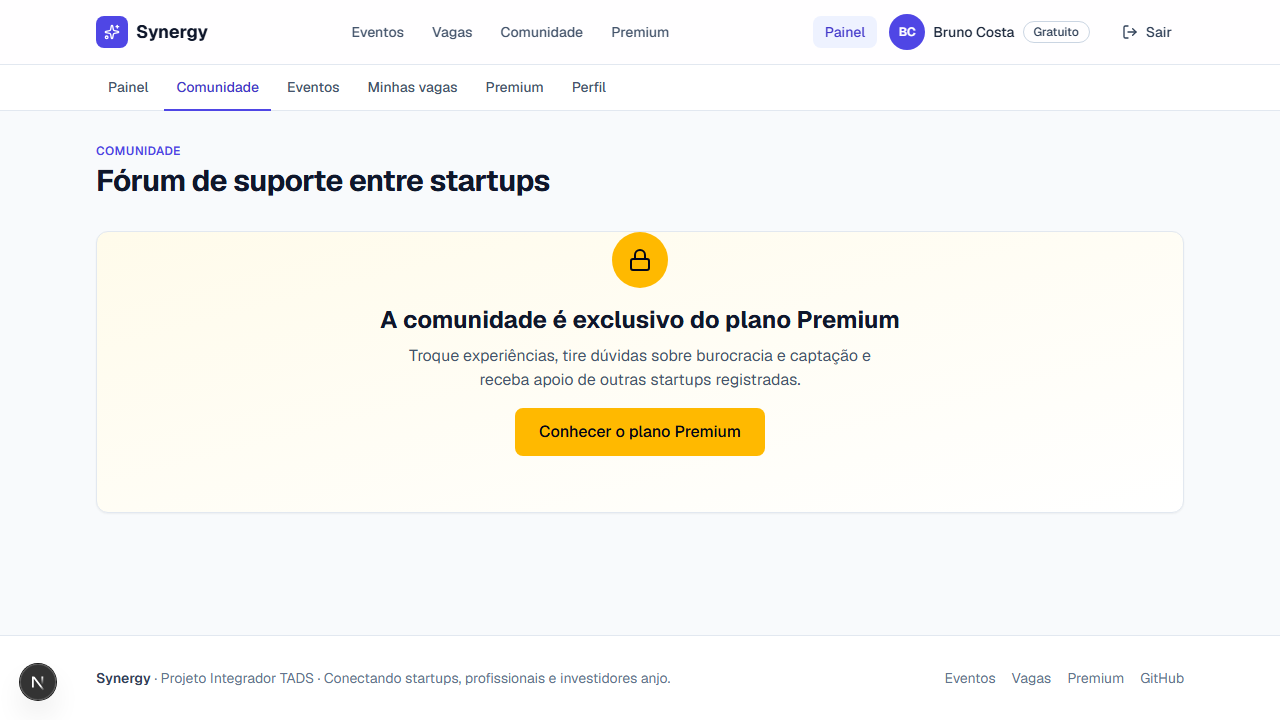 Synergy
Eventos
Vagas
Comunidade
Premium
Painel
BC
Bruno Costa
Gratuito
Sair
Painel
Comunidade
Eventos
Minhas vagas
Premium
Perfil
COMUNIDADE
Fórum de suporte entre startups
A comunidade é exclusivo do plano Premium
Troque experiências, tire dúvidas sobre burocracia e captação e
receba apoio de outras startups registradas.
Conhecer o plano Premium
N
Synergy · Projeto Integrador TADS · Conectando startups, profissionais e investidores anjo.
Eventos
Vagas
Premium
GitHub